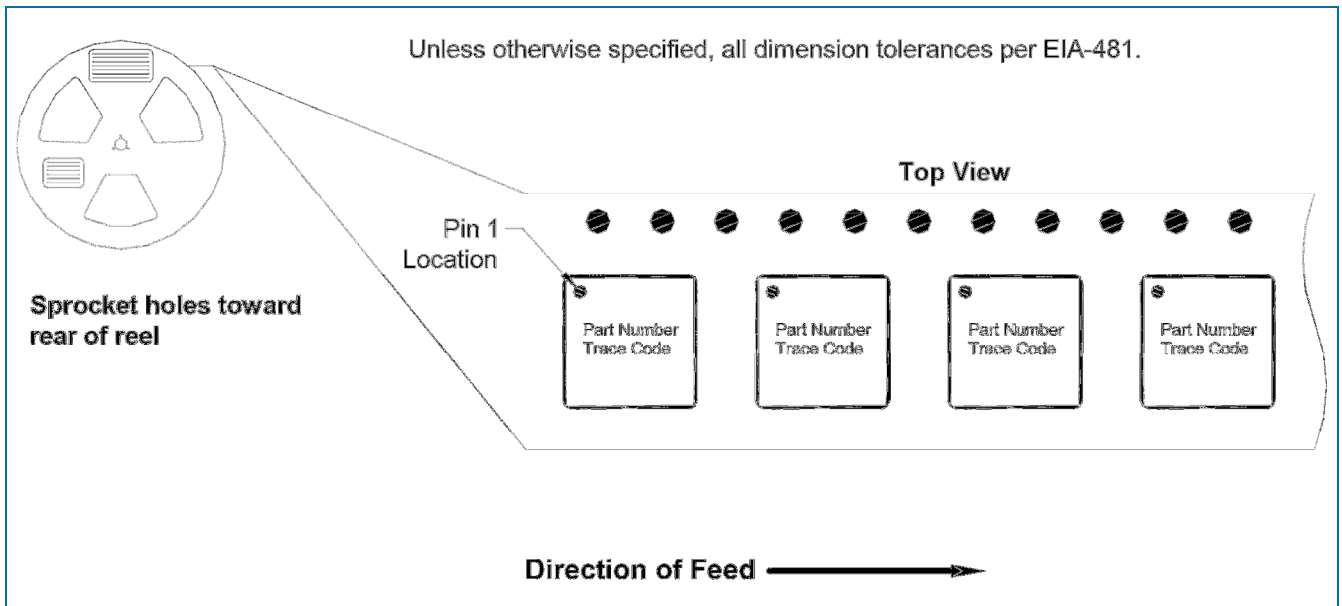 Unless otherwise specified, all dimension tolerances per EIA-481.
Top View
Pin 1
Location
Sprocket holes toward
rear of reel
Part Number
Trace Code
Part Number
Trace Code
Part Number
Trace Code
Part Number
Trace Code
Direction of Feed